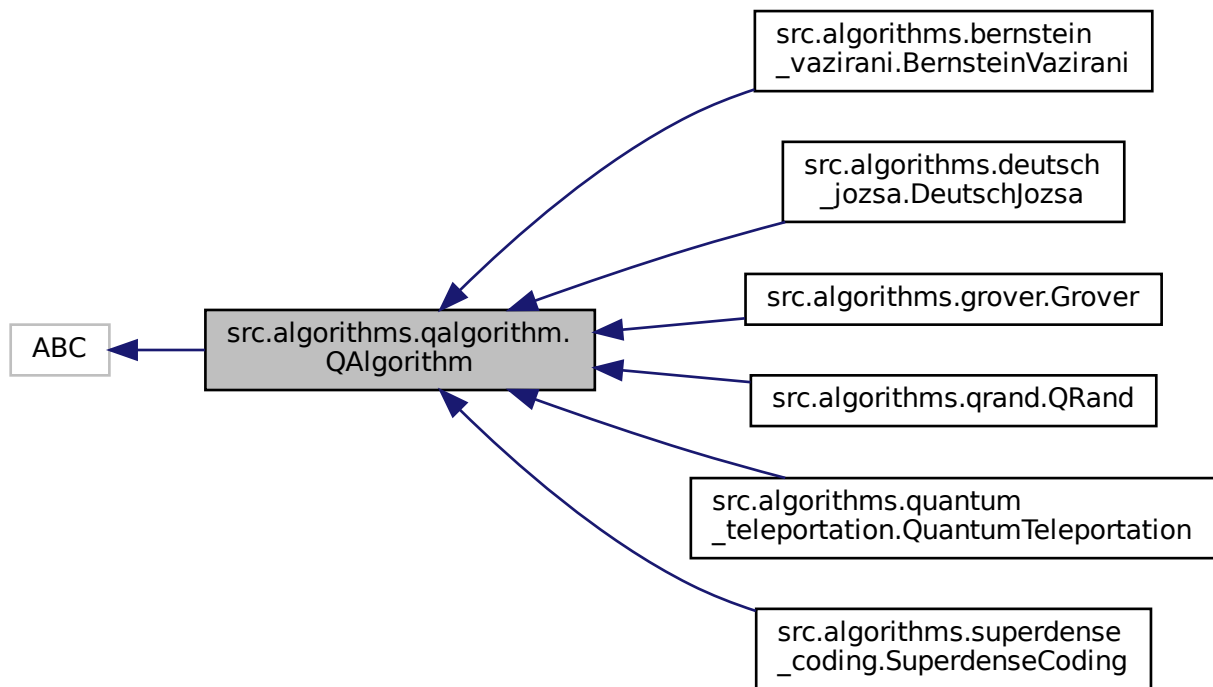 src.algorithms.bernstein
_vazirani.BernsteinVazirani
src.algorithms.deutsch
_jozsa.DeutschJozsa
src.algorithms.grover.Grover
ABC
src.algorithms.qalgorithm.
QAlgorithm
src.algorithms.qrand.QRand
src.algorithms.quantum
_teleportation.QuantumTeleportation
src.algorithms.superdense
_coding.SuperdenseCoding